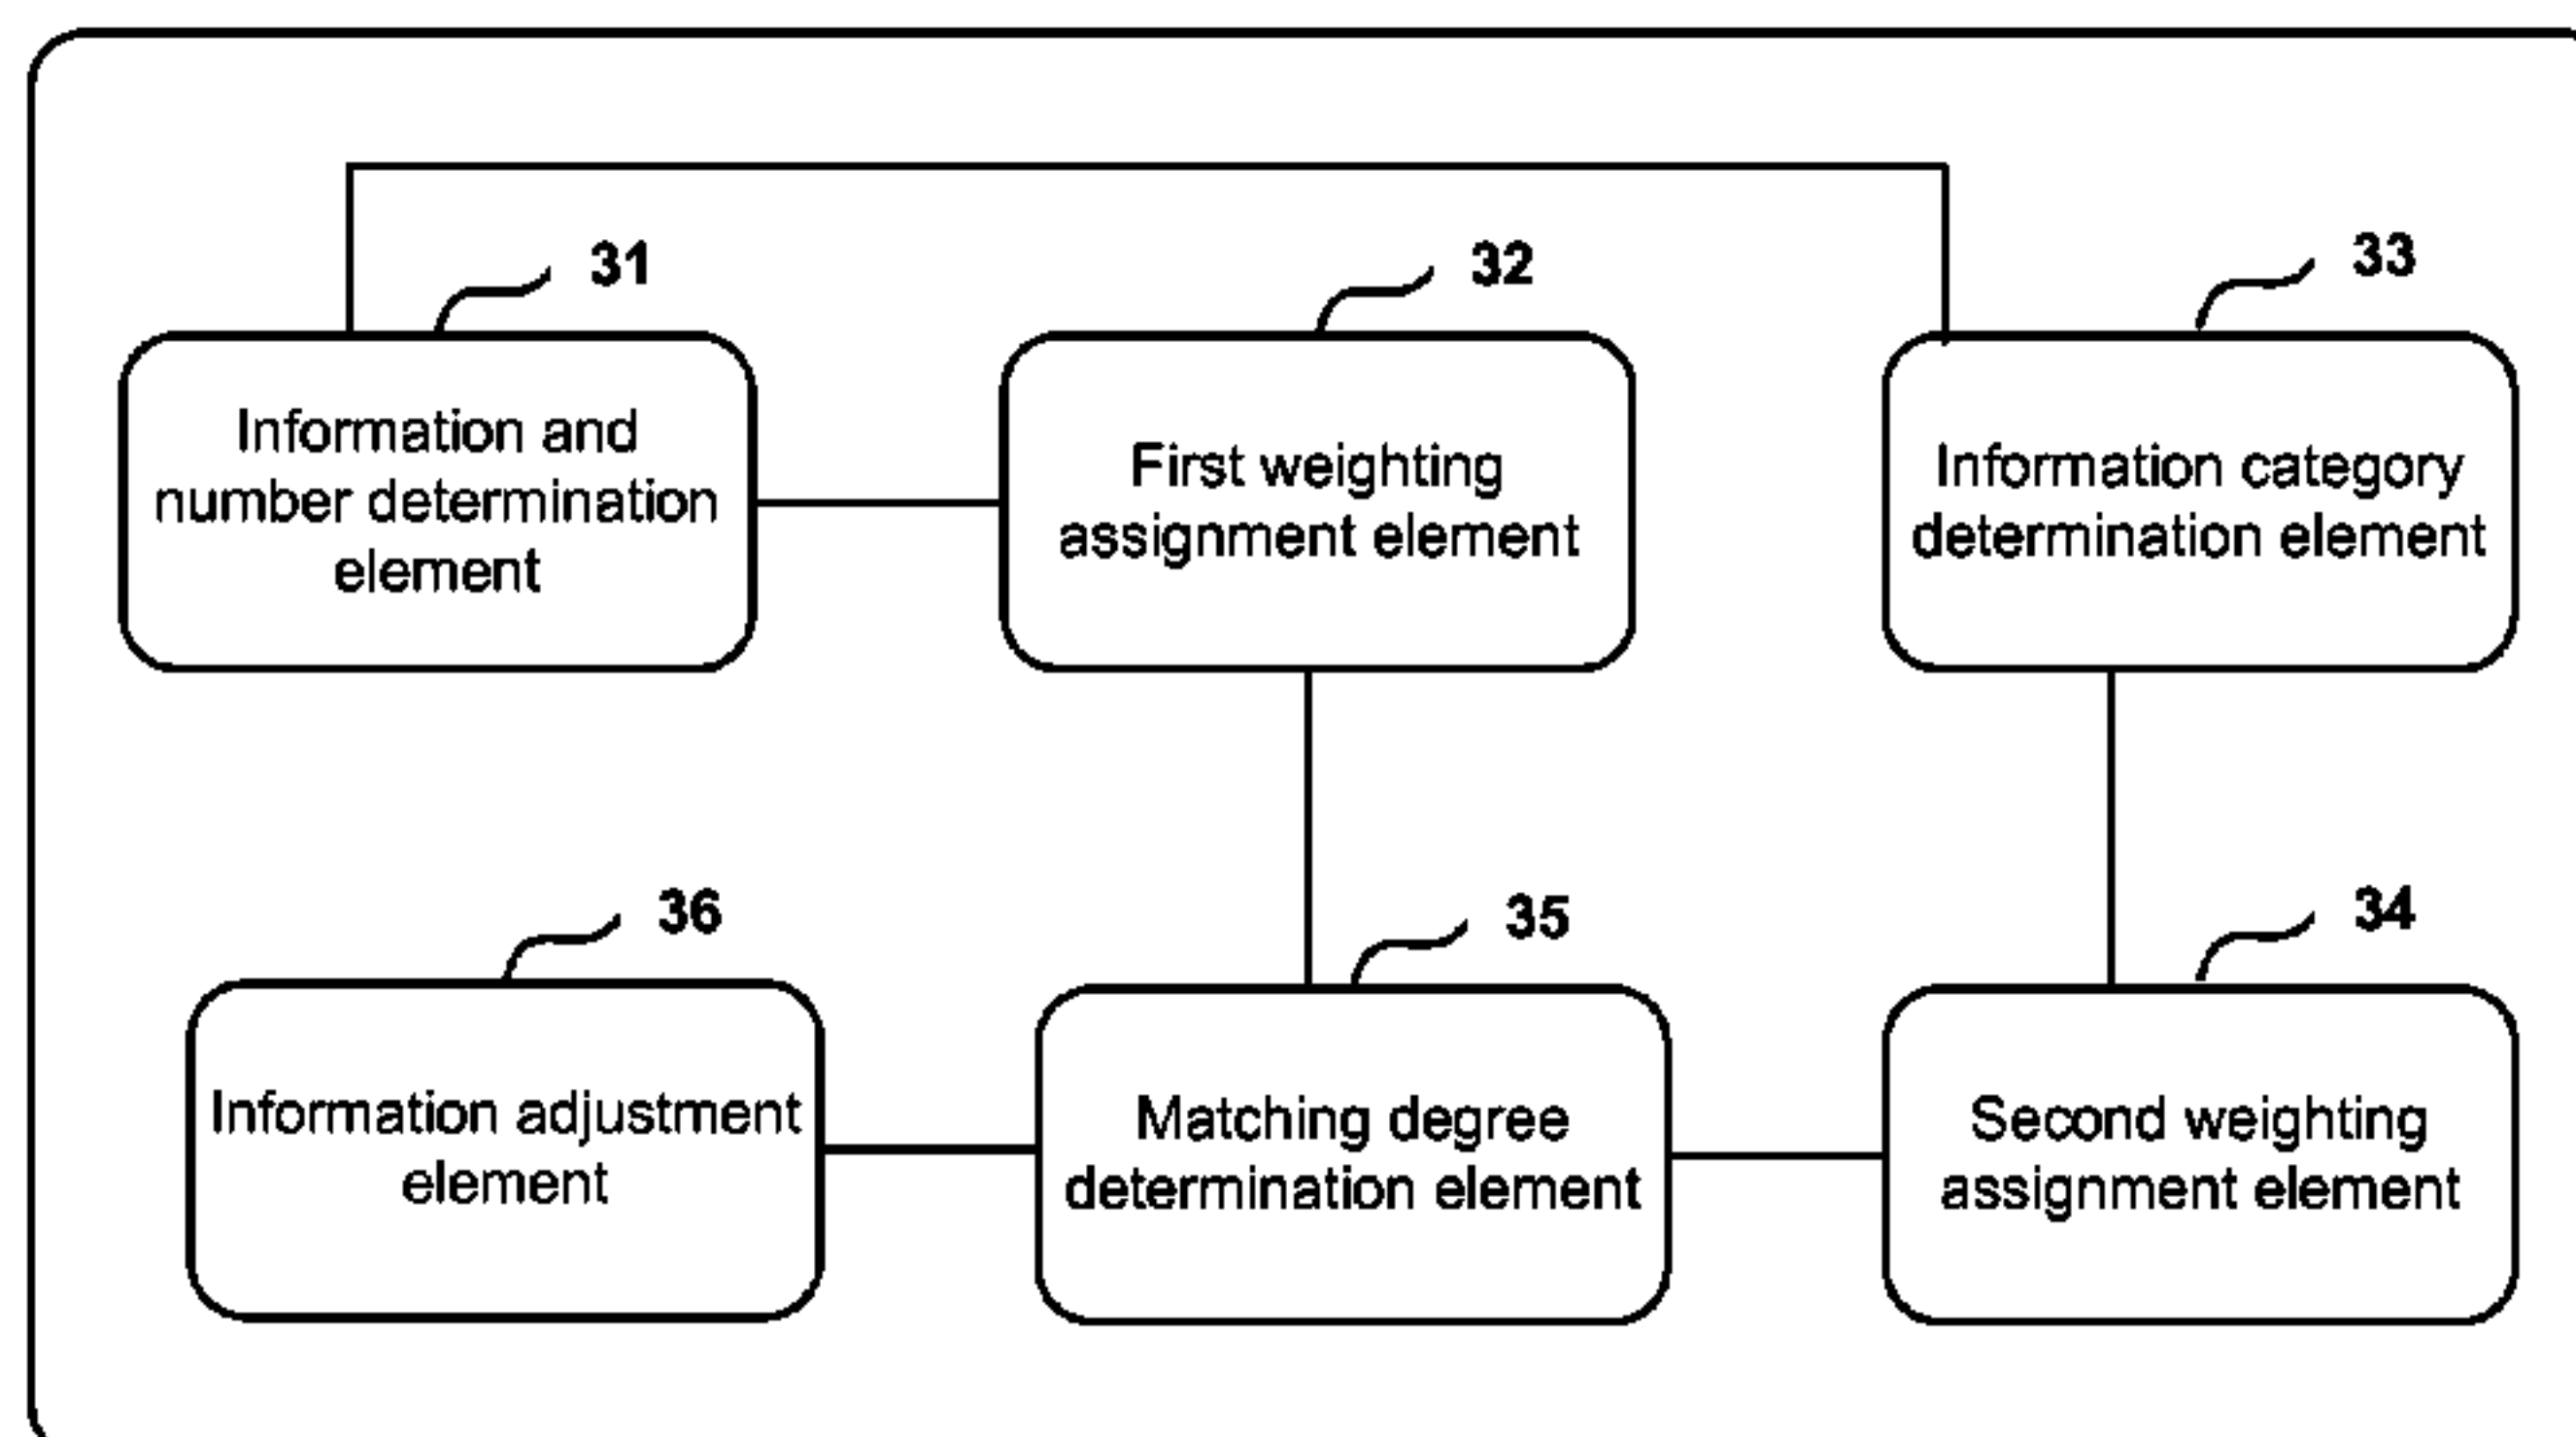 31
32
33
Information and
number determination
element
First weighting
assignment element
Information category
determination element
36
35
34
Information adjustment
element
Matching degree
determination element
Second weighting
assignment element